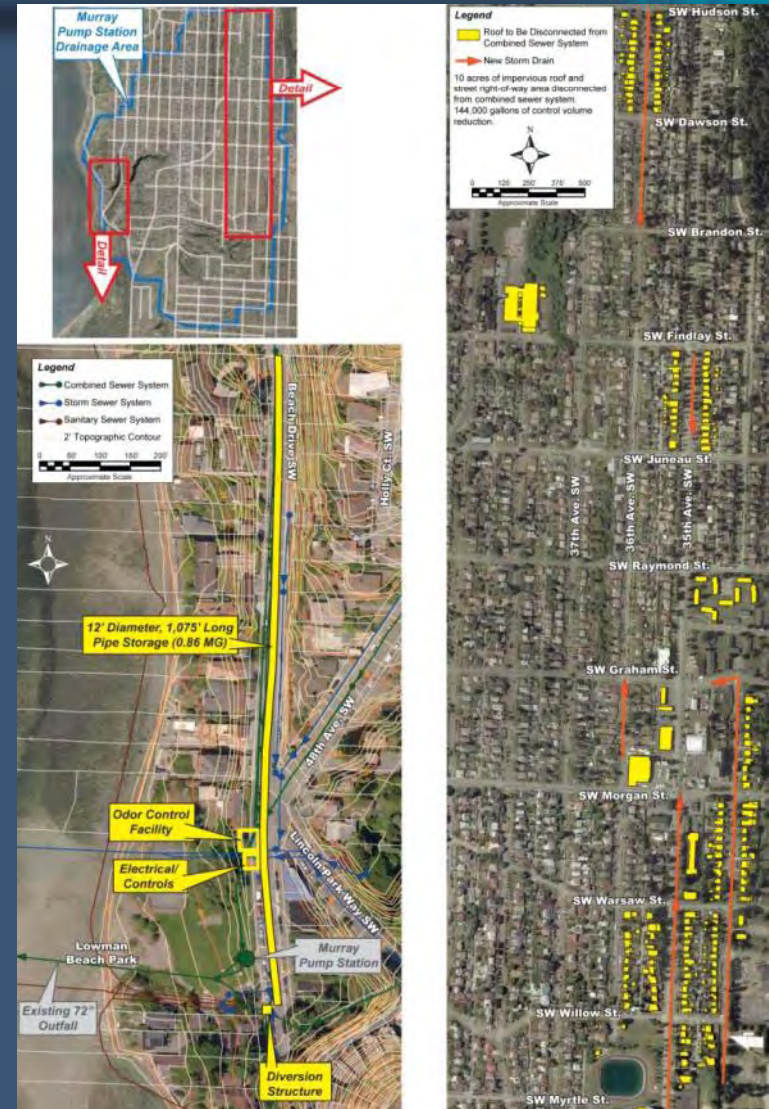 Murray
Pump Station
Drainage Area
Detail
Detail
Legend
Combined Sewer System
Storm Sewer System
Sanitary Sewer System
2' Topographic Contour
0 50 100 150 200'
Approximate Scale
N
Beach Drive SW
Holly Ct. SW
12' Diameter, 1,075' Long
Pipe Storage (0.86 MG)
48th Ave. SW
Odor Control
Facility
Electrical/
Controls
Lincoln Park Way SW
Lowman
Beach Park
Murray
Pump Station
Existing 72"
Outfall
Diversion
Structure
Legend
Roof to Be Disconnected from
Combined Sewer System
New Storm Drain
10 acres of impervious roof and
street right-of-way area disconnected
from combined sewer system.
144,000 gallons of control volume
reduction.
N
0 125 250 375' 500'
Approximate Scale
SW Hudson St.
SW Dawson St.
SW Brandon St.
SW Findlay St.
SW Juneau St.
37th Ave. SW
36th Ave. SW
35th Ave. SW
SW Raymond St.
SW Graham St.
SW Morgan St.
SW Warsaw St.
SW Willow St.
SW Myrtle St.